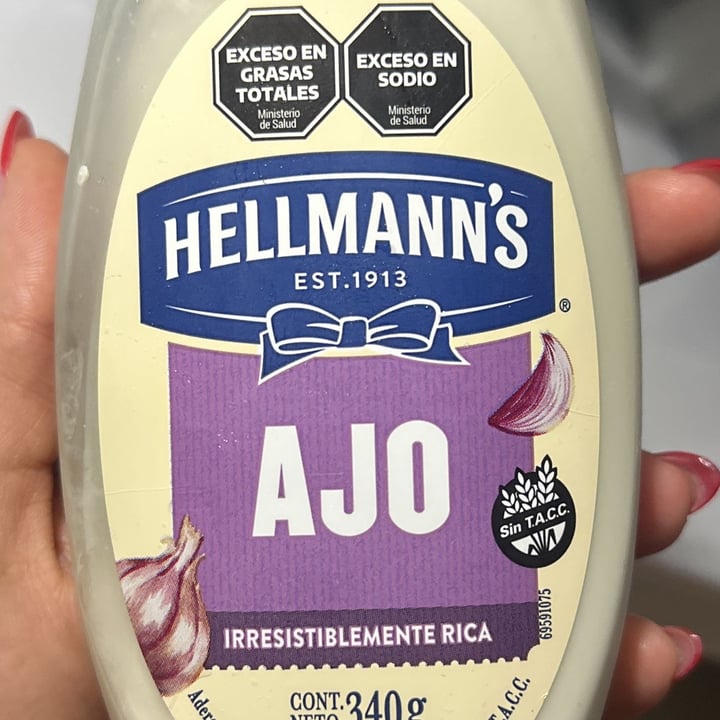 EXCESO EN
GRASAS
TOTALES
Ministerio
de Salud
EXCESO EN
SODIO
Ministerio
de Salud
HELLMANN'S
EST.1913
®
AJO
Sin T.A.C.C.
69591075
IRRESISTIBLEMENTE RICA
CONT.
NETO 340g
T.A.C.C.